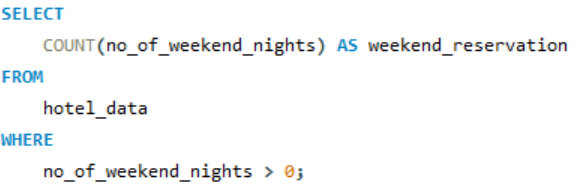 SELECT
    COUNT(no_of_weekend_nights) AS weekend_reservation
FROM
    hotel_data
WHERE
    no_of_weekend_nights > 0;